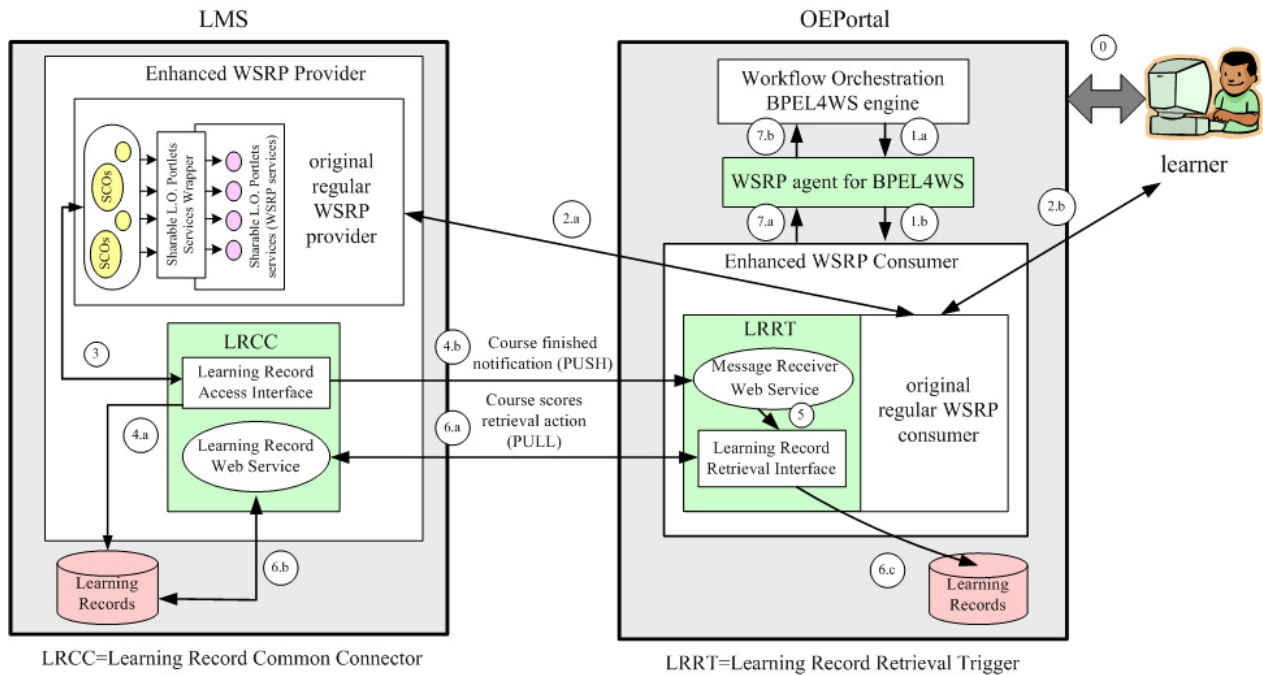 LMS
OEPortal
Enhanced WSRP Provider
SCOs
SCOs
Sharable L.O. Portlets
Services Wrapper
Sharable L.O. Portlets
services (WSRP services)
original
regular
WSRP
provider
3
LRCC
Learning Record
Access Interface
4.a
Learning Record
Web Service
6.b
Learning
Records
2.a
4.b
Course finished
notification (PUSH)
6.a
Course scores
retrieval action
(PULL)
Workflow Orchestration
BPEL4WS engine
7.b
1.a
WSRP agent for BPEL4WS
7.a
1.b
Enhanced WSRP Consumer
LRRT
Message Receiver
Web Service
5
Learning Record
Retrieval Interface
original
regular WSRP
consumer
6.c
Learning
Records
0
learner
2.b
LRCC=Learning Record Common Connector
LRRT=Learning Record Retrieval Trigger